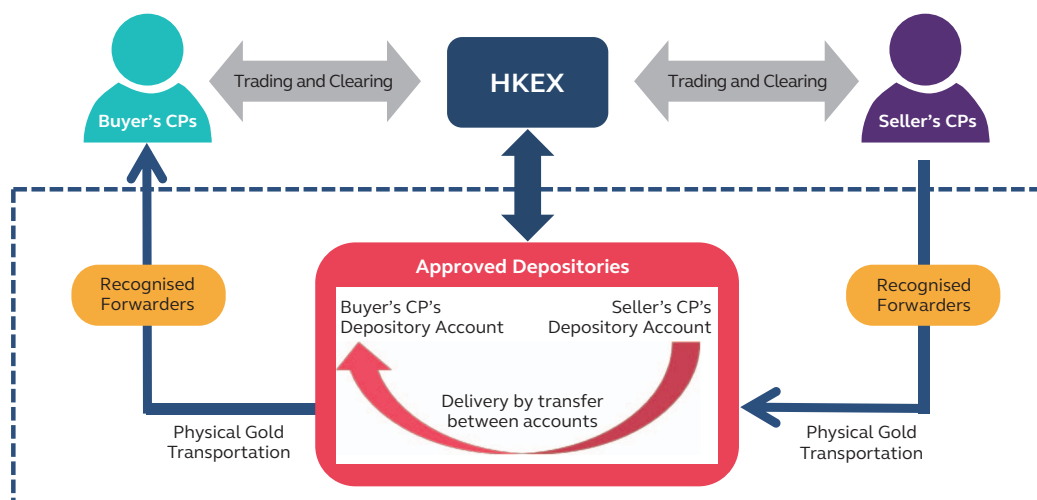 Trading and Clearing
HKEX
Trading and Clearing
Buyer's CPs
Seller's CPs
Approved Depositories
Recognised
Forwarders
Buyer's CP's
Depository Account
Seller's CP's
Depository Account
Recognised
Forwarders
Delivery by transfer
between accounts
Physical Gold
Transportation
Physical Gold
Transportation